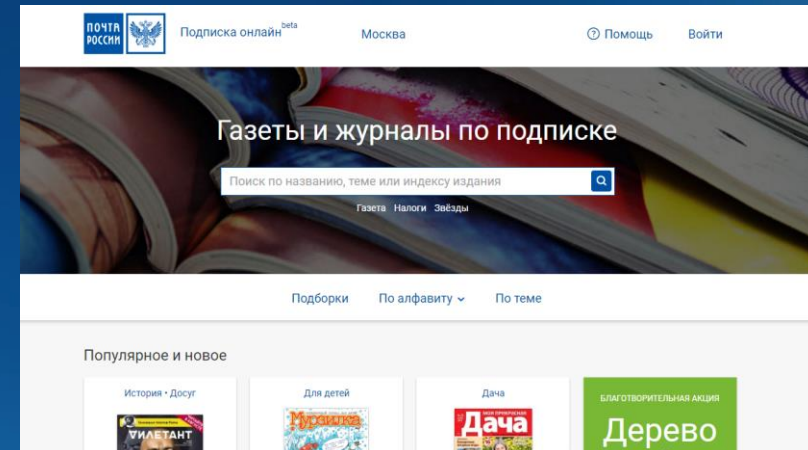 ПОЧТА
РОССИИ
Подписка онлайн beta
Москва
Помощь
Войти
Газеты и журналы по подписке
Поиск по названию, теме или индексу издания
Газета Налоги Звёзды
Подборки По алфавиту По теме
Популярное и новое
История • Досуг
ДИЛЕТАНТ
Для детей
Мурзилка
Дача
МОЯ ПРЕКРАСНАЯ
Дача
БЛАГОТВОРИТЕЛЬНАЯ АКЦИЯ
Дерево